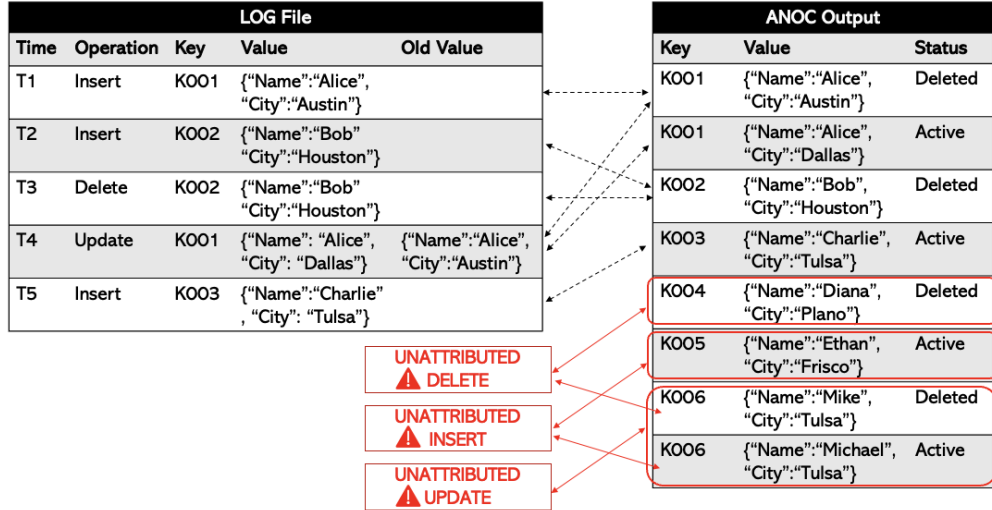 LOG File
Time Operation Key Value Old Value
T1 Insert K001 {“Name”:“Alice”,
“City”:“Austin”}
T2 Insert K002 {“Name”:“Bob”
“City”:“Houston”}
T3 Delete K002 {“Name”:“Bob”
“City”:“Houston”}
T4 Update K001 {“Name”: “Alice”, {“Name”:“Alice”,
“City”: “Dallas”} “City”:“Austin”}
T5 Insert K003 {“Name”:“Charlie”
, “City”: “Tulsa”}
ANOC Output
Key Value Status
K001 {“Name”:“Alice”, Deleted
“City”:“Austin”}
K001 {“Name”:“Alice”, Active
“City”:“Dallas”}
K002 {“Name”:“Bob”, Deleted
“City”:“Houston”}
K003 {“Name”:“Charlie”, Active
“City”:“Tulsa”}
K004 {“Name”:“Diana”, Deleted
“City”:“Plano”}
K005 {“Name”:“Ethan”, Active
“City”:“Frisco”}
K006 {“Name”:“Mike”, Deleted
“City”:“Tulsa”}
K006 {“Name”:“Michael”, Active
“City”:“Tulsa”}
UNATTRIBUTED
DELETE
UNATTRIBUTED
INSERT
UNATTRIBUTED
UPDATE